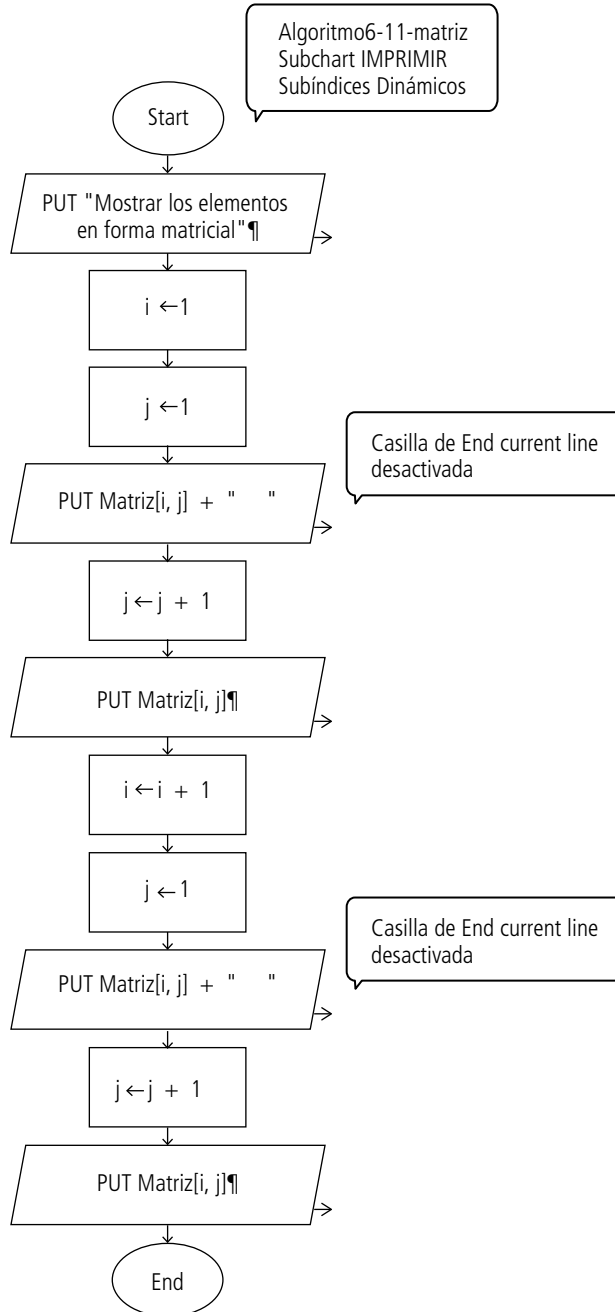 Algoritmo6-11-matriz
Subchart IMPRIMIR
Subíndices Dinámicos
Start
PUT "Mostrar los elementos
en forma matricial"¶
i ←1
j ←1
Casilla de End current line
desactivada
PUT Matriz[i, j] + "   "
j ← j + 1
PUT Matriz[i, j]¶
i ← i + 1
j ← 1
Casilla de End current line
desactivada
PUT Matriz[i, j] + "   "
j ← j + 1
PUT Matriz[i, j]¶
End